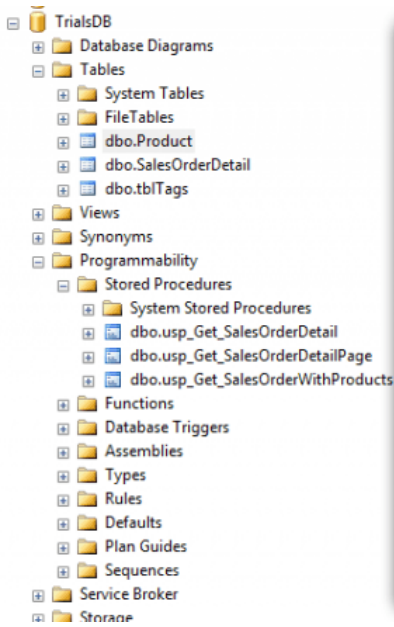 TrialsDB
Database Diagrams
Tables
System Tables
FileTables
dbo.Product
dbo.SalesOrderDetail
dbo.tblTags
Views
Synonyms
Programmability
Stored Procedures
System Stored Procedures
dbo.usp_Get_SalesOrderDetail
dbo.usp_Get_SalesOrderDetailPage
dbo.usp_Get_SalesOrderWithProducts
Functions
Database Triggers
Assemblies
Types
Rules
Defaults
Plan Guides
Sequences
Service Broker
Storage